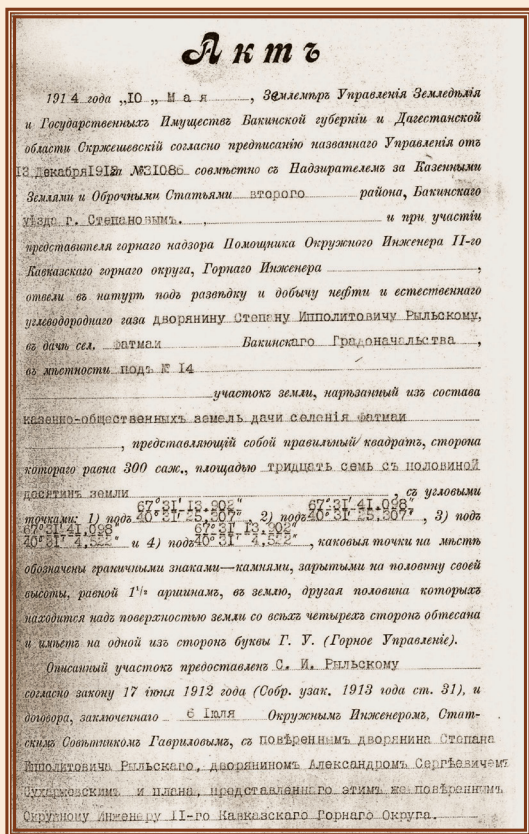 Актъ
1914 года „10„ Мая, Землемѣръ Управленія Земледѣлія
и Государственныхъ Имуществъ Бакинской губерніи и Дагестанской
области Скржешевскій согласно предписанію названнаго Управленія отъ
13 Декабря 1913г. №31086 совмѣстно съ Надзирателемъ за Казенными
Землями и Оброчными Статьями второго района, Бакинскаго
уѣзда г. Степановымъ. , и при участіи
представителя горнаго надзора Помощника Окружнаго Инженера II-го
Кавказскаго горнаго округа, Горнаго Инженера ,
отвели въ натурѣ подъ развѣдку и добычу нефти и естественнаго
углеводороднаго газа дворянину Степану Ипполитовичу Рыльскому,
въ дачѣ сел. Фатмаи Бакинскаго Градоначальства ,
въ мѣстности подъ № 14
участокъ земли, нарѣзанный изъ состава
казенно-общественныхъ земель дачи селенія Фатмаи
, представляющій собой правильный квадратъ, сторона
котораго равна 300 саж., площадью тридцать семь съ половиной
десятинъ земли , съ угловыми
67°31' 13,902" 67°31' 41,098"
точками: 1) подъ 40°31' 25,307" 2) подъ 40°31' 25,307", 3) подъ
67°31' 41,098" 67°31' 13,902"
40°31' 4,522" и 4) подъ 40°31' 4,522" , каковыя точки на мѣстѣ
обозначены граничными знаками—камнями, зарытыми на половину своей
высоты, равной 1 1/2 аршинамъ, въ землю, другая половина которыхъ
находится надъ поверхностью земли со всѣхъ четырехъ сторонъ обтесана
и имѣетъ на одной изъ сторонъ буквы Г. У. (Горное Управленіе).
Описанный участокъ предоставленъ С. И. Рыльскому
согласно закону 17 іюня 1912 года (Собр. узак. 1913 года ст. 31), и
договора, заключеннаго 6 Іюля Окружнымъ Инженеромъ, Стат-
скимъ Совѣтникомъ Гавриловымъ, съ повѣреннымъ дворянина Степана
Ипполитовича Рыльскаго, дворяниномъ Александромъ Сергѣевичемъ
Сухаржевскимъ и плана, представленнаго этимъ же повѣреннымъ
Окружному Инженеру II-го Кавказскаго Горнаго Округа.